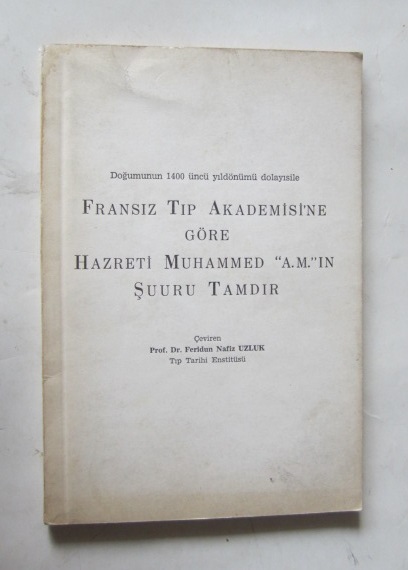 Doğumunun 1400 üncü yıldönümü dolayısile
FRANSIZ TIP AKADEMİSİ'NE
GÖRE
HAZRETİ MUHAMMED “A.M.”IN
ŞUURU TAMDIR
Çeviren
Prof. Dr. Feridun Nafiz UZLUK
Tıp Tarihi Enstitüsü